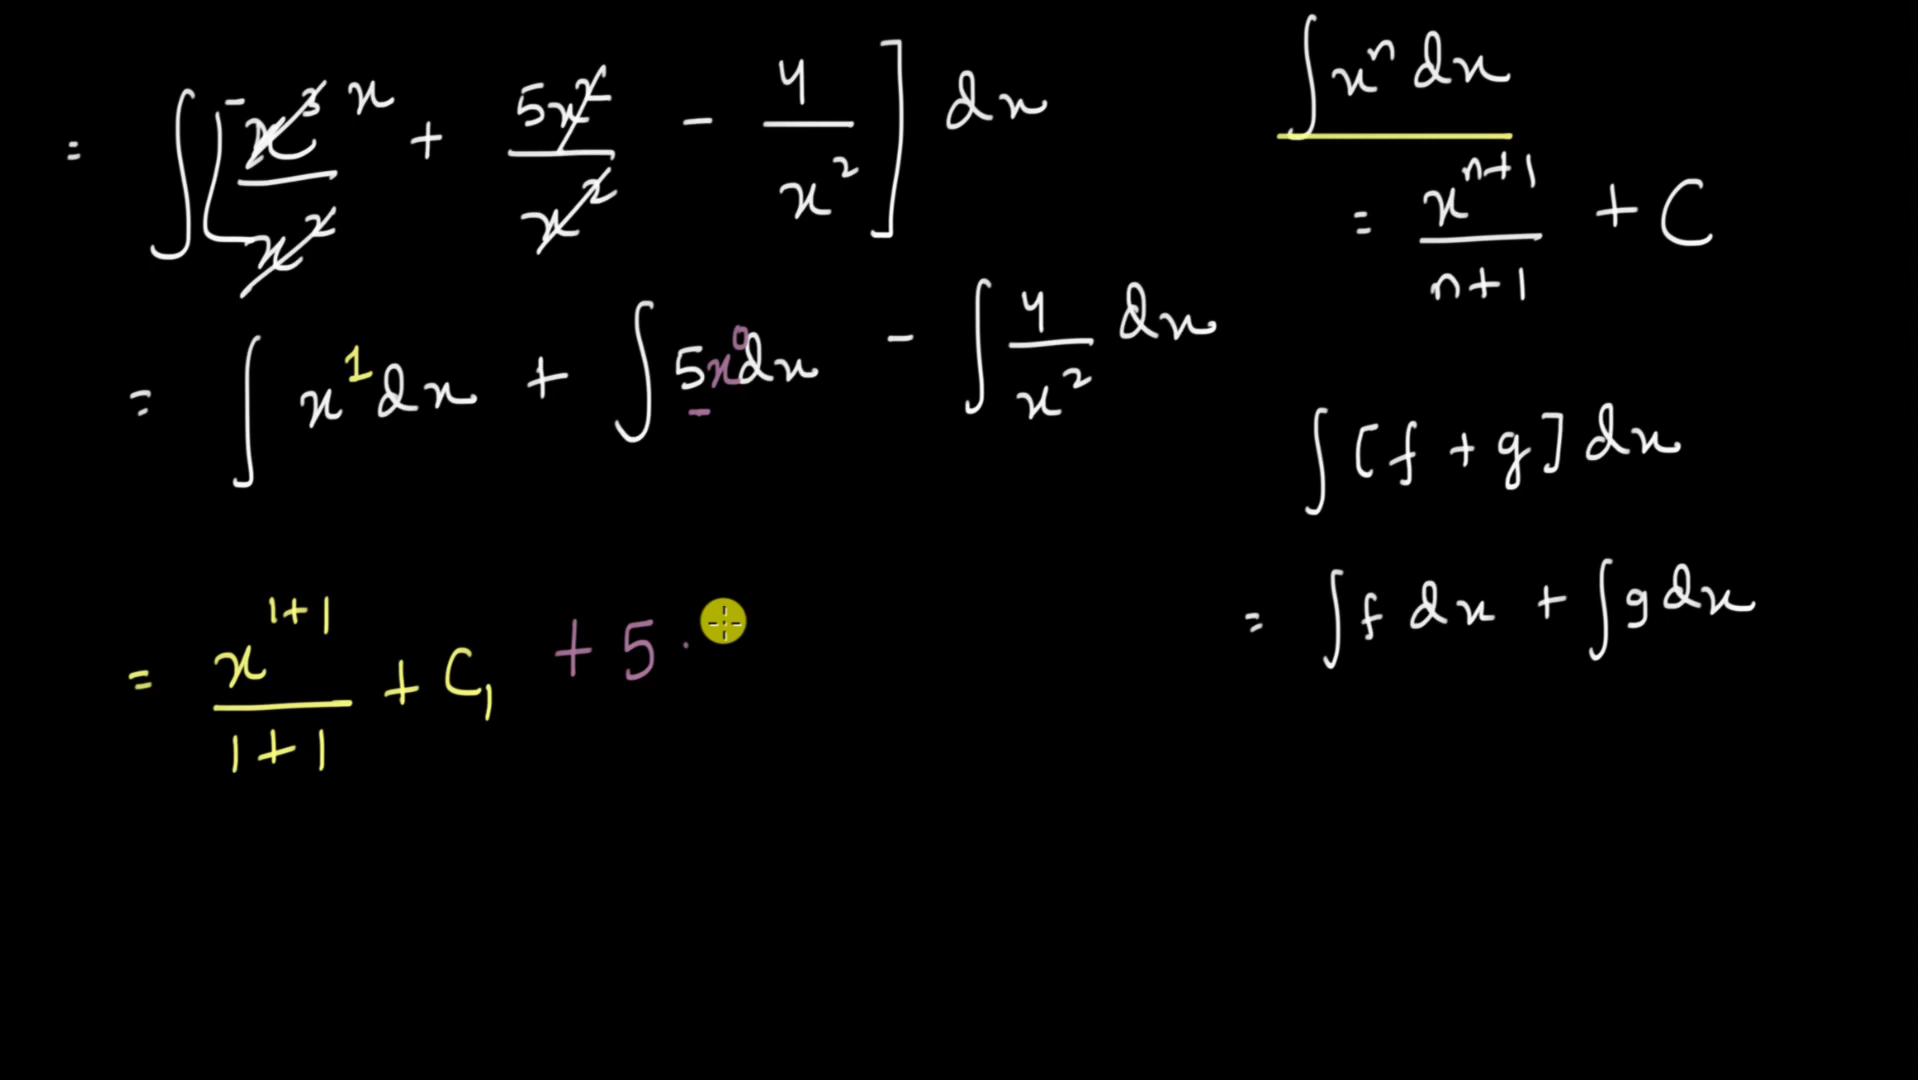 = ∫[x³/x² x + 5x²/x² - 4/x²] dx
= ∫ x¹ dx + ∫ 5x⁰ dx - ∫ 4/x² dx
= x¹⁺¹/1+1 + C₁ + 5 ·
∫ xⁿ dx
= xⁿ⁺¹/n+1 + C
∫ [f + g] dx
= ∫ f dx + ∫ g dx